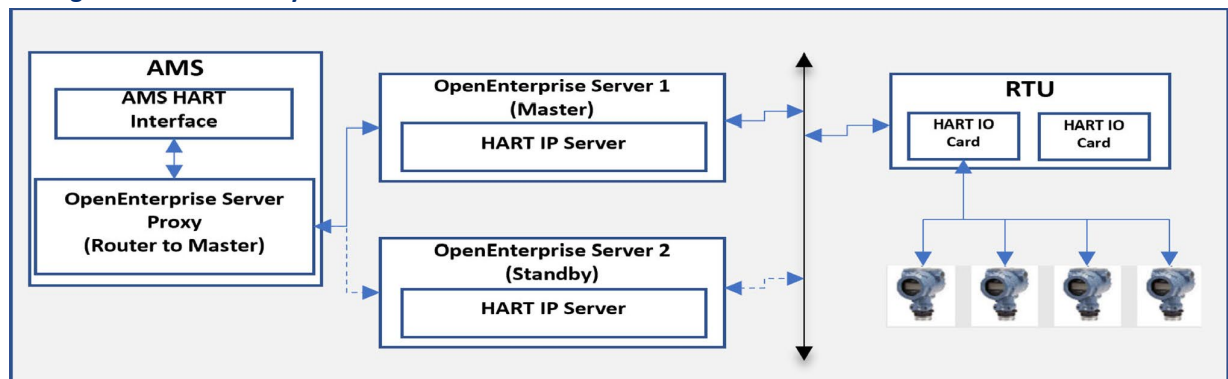 AMS
AMS HART
Interface
OpenEnterprise Server
Proxy
(Router to Master)
OpenEnterprise Server 1
(Master)
HART IP Server
OpenEnterprise Server 2
(Standby)
HART IP Server
RTU
HART IO
Card
HART IO
Card